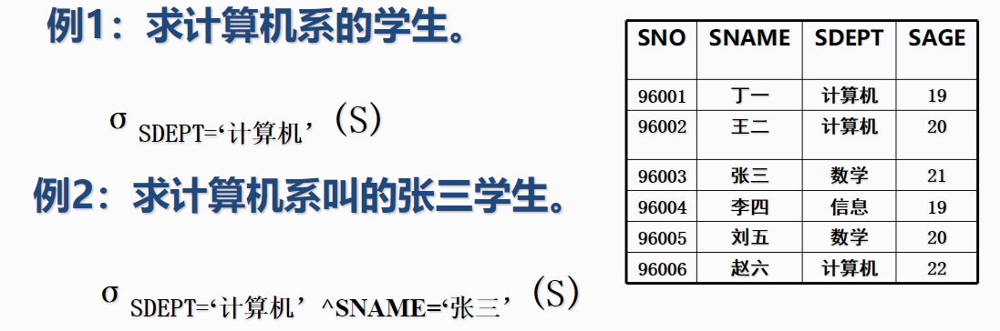 例1：求计算机系的学生。
σ SDEPT=‘计算机’ (S)
例2：求计算机系叫的张三学生。
σ SDEPT=‘计算机’^SNAME=‘张三’ (S)
SNO SNAME SDEPT SAGE
96001 丁一 计算机 19
96002 王二 计算机 20
96003 张三 数学 21
96004 李四 信息 19
96005 刘五 数学 20
96006 赵六 计算机 22